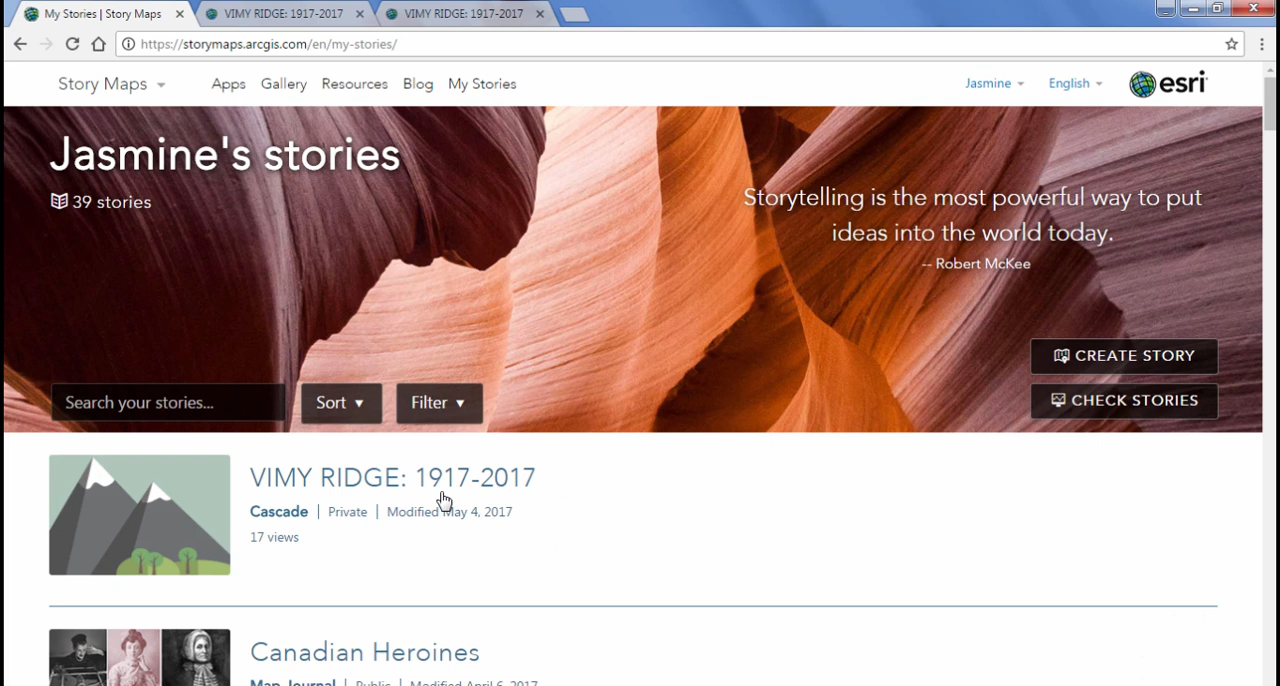 My Stories | Story Maps
VIMY RIDGE: 1917-2017
VIMY RIDGE: 1917-2017
https://storymaps.arcgis.com/en/my-stories/
Story Maps
Apps
Gallery
Resources
Blog
My Stories
Jasmine
English
esri
Jasmine's stories
39 stories
Storytelling is the most powerful way to put
ideas into the world today.
-- Robert McKee
CREATE STORY
CHECK STORIES
Search your stories...
Sort
Filter
VIMY RIDGE: 1917-2017
Cascade | Private | Modified May 4, 2017
17 views
Canadian Heroines
Map Journal | Public | Modified April 6, 2017